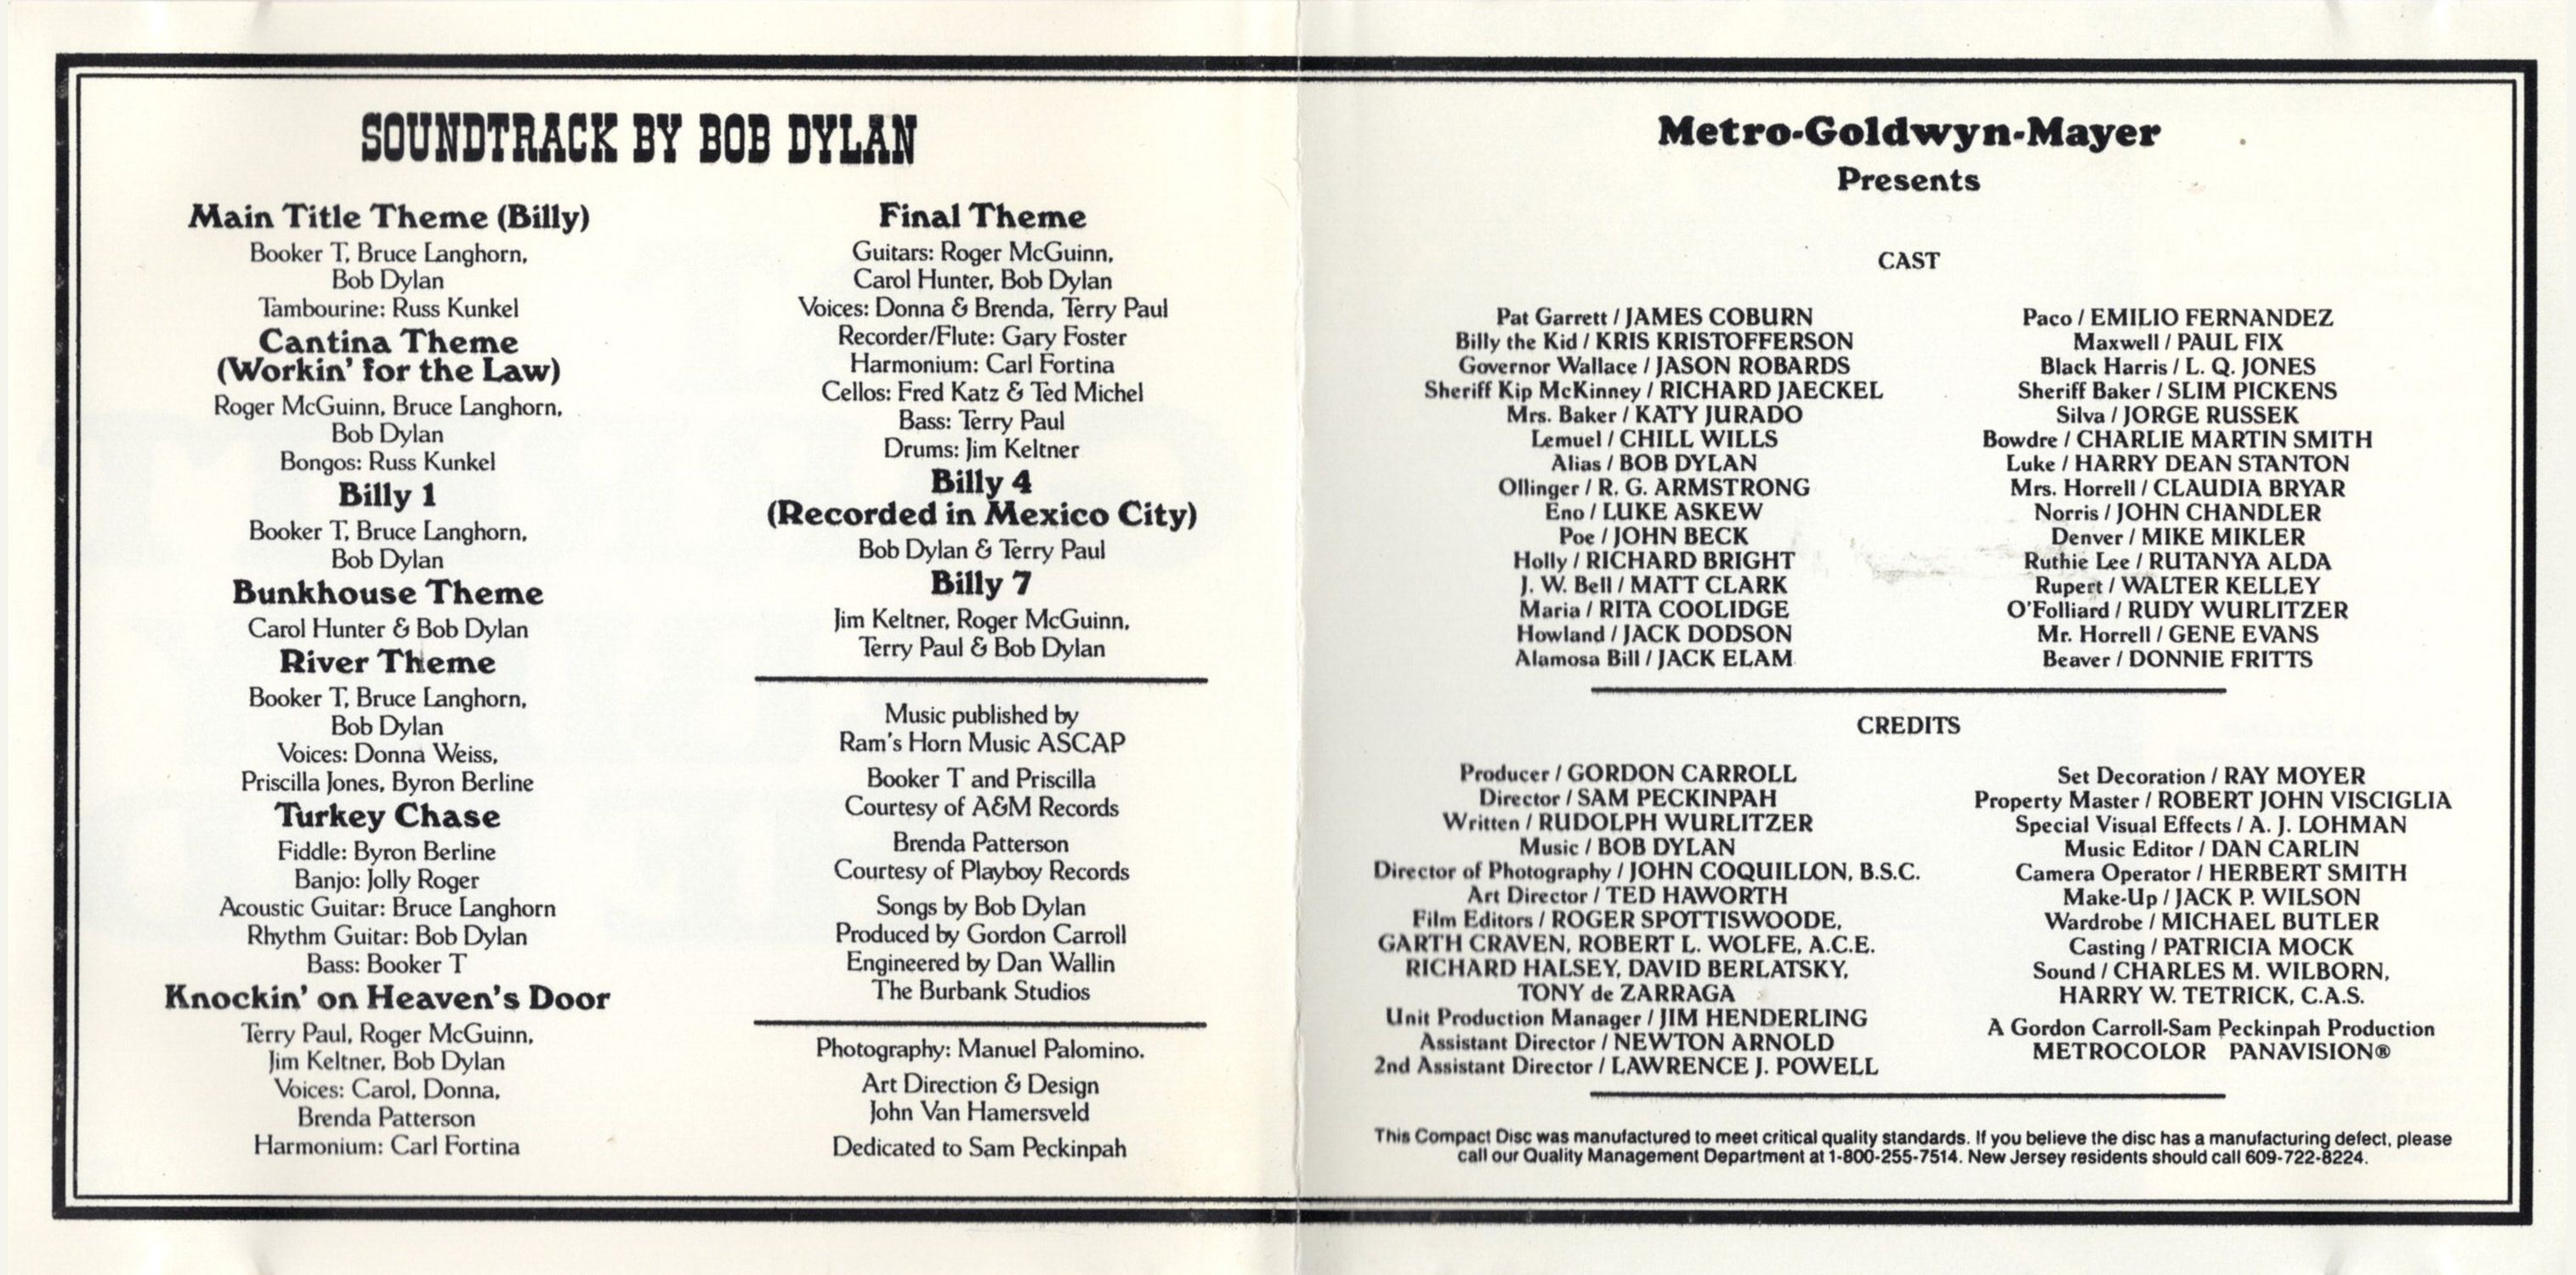 SOUNDTRACK BY BOB DYLAN
Main Title Theme (Billy)
Booker T, Bruce Langhorn,
Bob Dylan
Tambourine: Russ Kunkel
Cantina Theme
(Workin' for the Law)
Roger McGuinn, Bruce Langhorn,
Bob Dylan
Bongos: Russ Kunkel
Billy 1
Booker T, Bruce Langhorn,
Bob Dylan
Bunkhouse Theme
Carol Hunter & Bob Dylan
River Theme
Booker T, Bruce Langhorn,
Bob Dylan
Voices: Donna Weiss,
Priscilla Jones, Byron Berline
Turkey Chase
Fiddle: Byron Berline
Banjo: Jolly Roger
Acoustic Guitar: Bruce Langhorn
Rhythm Guitar: Bob Dylan
Bass: Booker T
Knockin' on Heaven's Door
Terry Paul, Roger McGuinn,
Jim Keltner, Bob Dylan
Voices: Carol, Donna,
Brenda Patterson
Harmonium: Carl Fortina
Final Theme
Guitars: Roger McGuinn,
Carol Hunter, Bob Dylan
Voices: Donna & Brenda, Terry Paul
Recorder/Flute: Gary Foster
Harmonium: Carl Fortina
Cellos: Fred Katz & Ted Michel
Bass: Terry Paul
Drums: Jim Keltner
Billy 4
(Recorded in Mexico City)
Bob Dylan & Terry Paul
Billy 7
Jim Keltner, Roger McGuinn,
Terry Paul & Bob Dylan
Music published by
Ram's Horn Music ASCAP
Booker T and Priscilla
Courtesy of A&M Records
Brenda Patterson
Courtesy of Playboy Records
Songs by Bob Dylan
Produced by Gordon Carroll
Engineered by Dan Wallin
The Burbank Studios
Photography: Manuel Palomino.
Art Direction & Design
John Van Hamersveld
Dedicated to Sam Peckinpah
Metro-Goldwyn-Mayer
Presents
CAST
Pat Garrett / JAMES COBURN
Billy the Kid / KRIS KRISTOFFERSON
Governor Wallace / JASON ROBARDS
Sheriff Kip McKinney / RICHARD JAECKEL
Mrs. Baker / KATY JURADO
Lemuel / CHILL WILLS
Alias / BOB DYLAN
Ollinger / R. G. ARMSTRONG
Eno / LUKE ASKEW
Poe / JOHN BECK
Holly / RICHARD BRIGHT
J. W. Bell / MATT CLARK
Maria / RITA COOLIDGE
Howland / JACK DODSON
Alamosa Bill / JACK ELAM
Paco / EMILIO FERNANDEZ
Maxwell / PAUL FIX
Black Harris / L. Q. JONES
Sheriff Baker / SLIM PICKENS
Silva / JORGE RUSSEK
Bowdre / CHARLIE MARTIN SMITH
Luke / HARRY DEAN STANTON
Mrs. Horrell / CLAUDIA BRYAR
Norris / JOHN CHANDLER
Denver / MIKE MIKLER
Ruthie Lee / RUTANYA ALDA
Rupert / WALTER KELLEY
O'Folliard / RUDY WURLITZER
Mr. Horrell / GENE EVANS
Beaver / DONNIE FRITTS
CREDITS
Producer / GORDON CARROLL
Director / SAM PECKINPAH
Written / RUDOLPH WURLITZER
Music / BOB DYLAN
Director of Photography / JOHN COQUILLON, B.S.C.
Art Director / TED HAWORTH
Film Editors / ROGER SPOTTISWOODE,
GARTH CRAVEN, ROBERT L. WOLFE, A.C.E.
RICHARD HALSEY, DAVID BERLATSKY,
TONY de ZARRAGA
Unit Production Manager / JIM HENDERLING
Assistant Director / NEWTON ARNOLD
2nd Assistant Director / LAWRENCE J. POWELL
Set Decoration / RAY MOYER
Property Master / ROBERT JOHN VISCIGLIA
Special Visual Effects / A. J. LOHMAN
Music Editor / DAN CARLIN
Camera Operator / HERBERT SMITH
Make-Up / JACK P. WILSON
Wardrobe / MICHAEL BUTLER
Casting / PATRICIA MOCK
Sound / CHARLES M. WILBORN,
HARRY W. TETRICK, C.A.S.
A Gordon Carroll-Sam Peckinpah Production
METROCOLOR PANAVISION®
This Compact Disc was manufactured to meet critical quality standards. If you believe the disc has a manufacturing defect, please
call our Quality Management Department at 1-800-255-7514. New Jersey residents should call 609-722-8224.